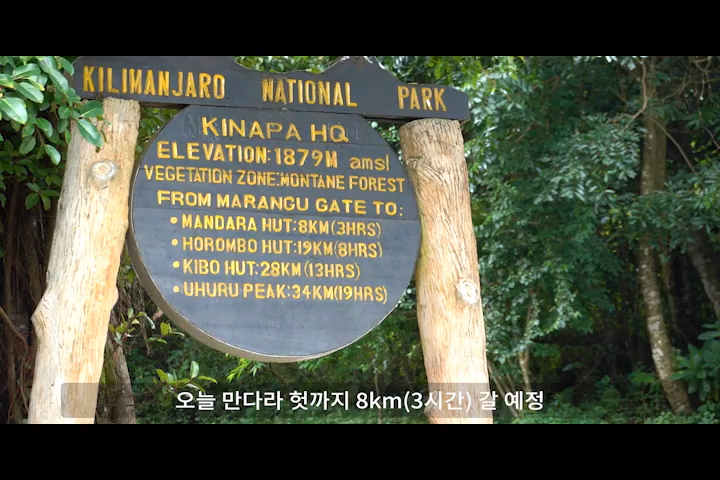 KILIMANJARO NATIONAL PARK
KINAPA HQ
ELEVATION:1879M amsl
VEGETATION ZONE:MONTANE FOREST
FROM MARANGU GATE TO:
•MANDARA HUT:8KM(3HRS)
•HOROMBO HUT:19KM(8HRS)
•KIBO HUT:28KM(13HRS)
•UHURU PEAK:34KM(19HRS)
오늘 만다라 헛까지 8km(3시간) 갈 예정